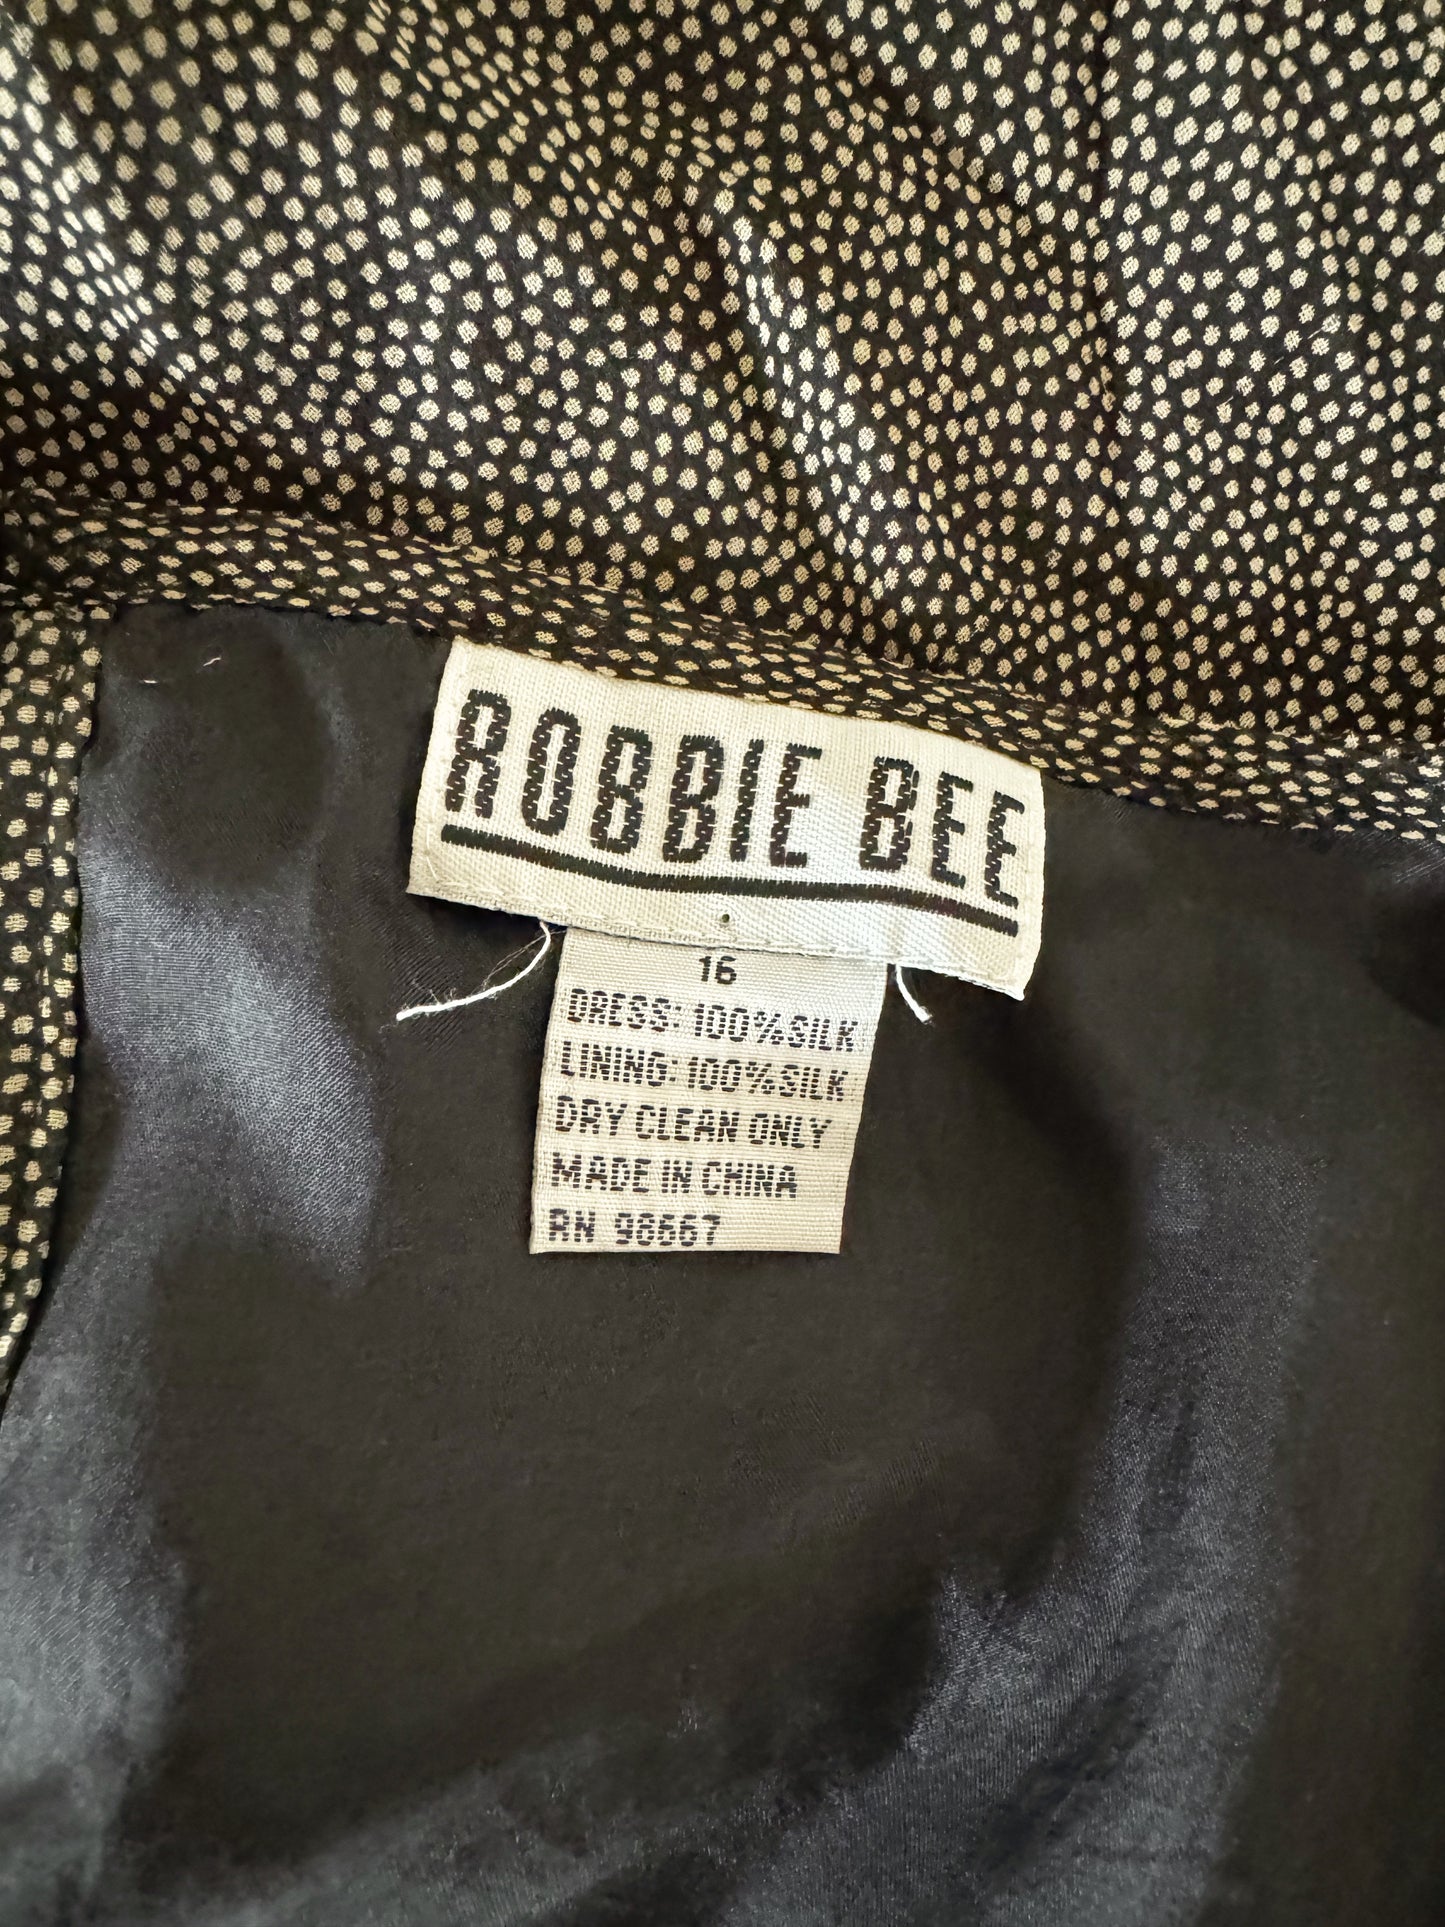 ROBBIE BEE
16
DRESS: 100% SILK
LINING: 100% SILK
DRY CLEAN ONLY
MADE IN CHINA
RN 98667